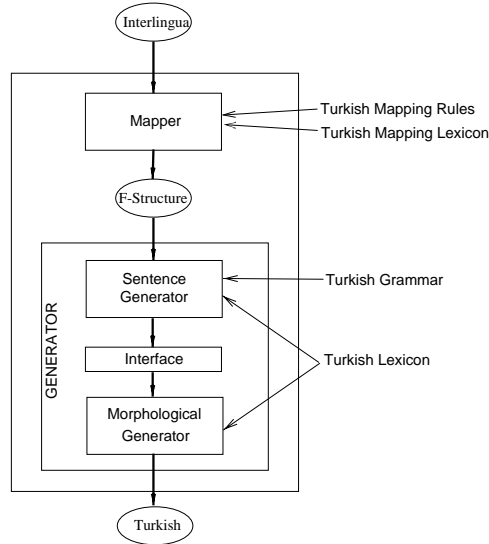 Interlingua
Mapper
Turkish Mapping Rules
Turkish Mapping Lexicon
F-Structure
GENERATOR
Sentence
Generator
Turkish Grammar
Interface
Turkish Lexicon
Morphological
Generator
Turkish